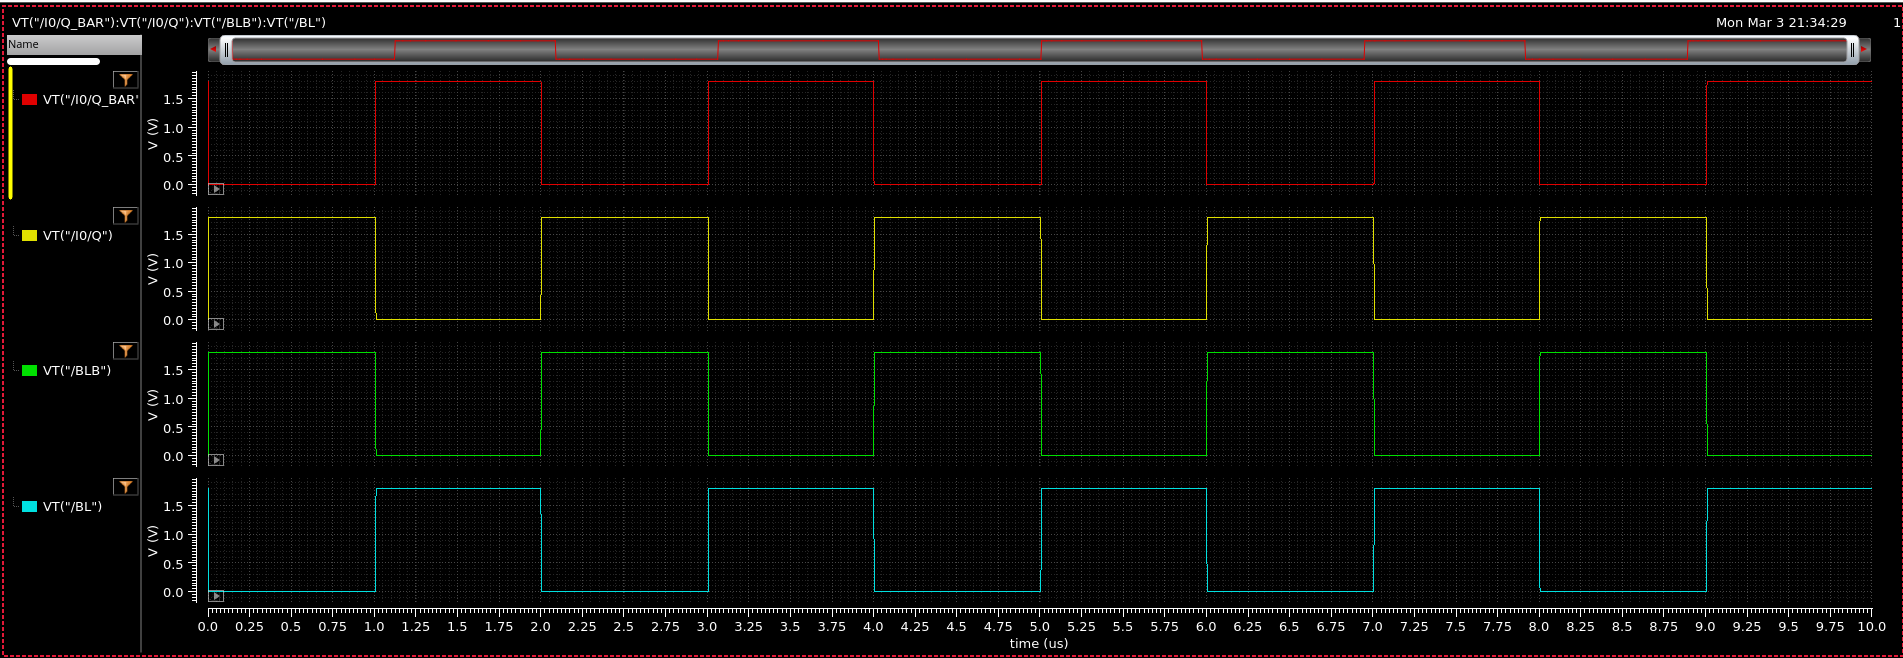 VT("/I0/Q_BAR"):VT("/I0/Q"):VT("/BLB"):VT("/BL")
Mon Mar 3 21:34:29 1
Name
VT("/I0/Q_BAR"
V (V)
1.5
1.0
0.5
0.0
VT("/I0/Q")
V (V)
1.5
1.0
0.5
0.0
VT("/BLB")
V (V)
1.5
1.0
0.5
0.0
VT("/BL")
V (V)
1.5
1.0
0.5
0.0
0.0 0.25 0.5 0.75 1.0 1.25 1.5 1.75 2.0 2.25 2.5 2.75 3.0 3.25 3.5 3.75 4.0 4.25 4.5 4.75 5.0 5.25 5.5 5.75 6.0 6.25 6.5 6.75 7.0 7.25 7.5 7.75 8.0 8.25 8.5 8.75 9.0 9.25 9.5 9.75 10.0
time (us)